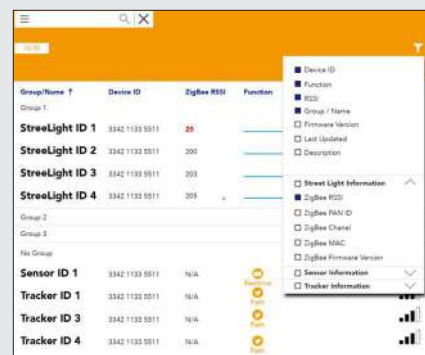 NEW
Group/Name ↑ Device ID ZigBee RSSI Function
Group 1
StreeLight ID 1 3342 1133 5511 20
StreeLight ID 2 3342 1133 5511 200
StreeLight ID 3 3342 1133 5511 203
StreeLight ID 4 3342 1133 5511 205
Group 2
Group 3
No Group
Sensor ID 1 3342 1133 5511 N/A
Realtime
Tracker ID 1 3342 1133 5511 N/A
Path
Tracker ID 3 3342 1133 5511 N/A
Path
Tracker ID 4 3342 1133 5511 N/A
Path
Device ID
Function
RSSI
Group / Name
Firmware Version
Last Updated
Description
Street Light Information
ZigBee RSSI
ZigBee PAN ID
ZigBee Chanel
ZigBee MAC
ZigBee Firmware Version
Sensor Information
Tracker Information